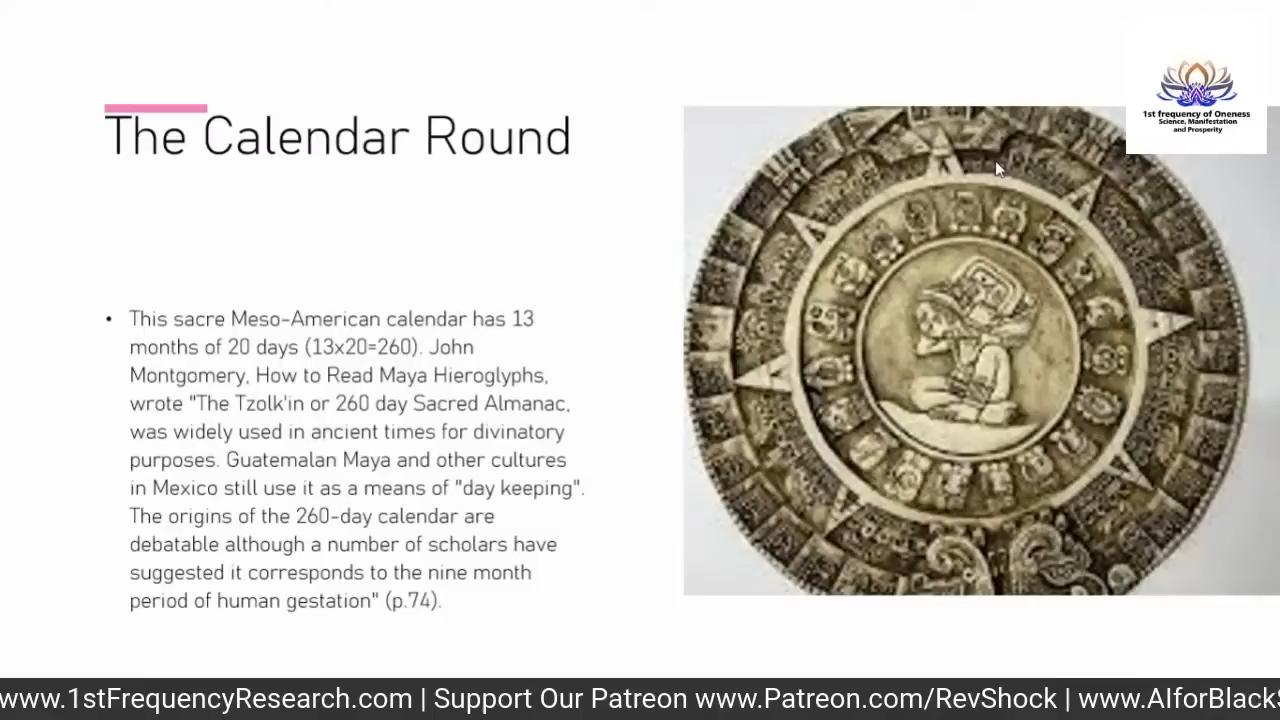 The Calendar Round
1st frequency of Oneness
Science, Manifestation
and Prosperity
• This sacre Meso-American calendar has 13
months of 20 days (13x20=260). John
Montgomery, How to Read Maya Hieroglyphs,
wrote "The Tzolk'in or 260 day Sacred Almanac,
was widely used in ancient times for divinatory
purposes. Guatemalan Maya and other cultures
in Mexico still use it as a means of "day keeping".
The origins of the 260-day calendar are
debatable although a number of scholars have
suggested it corresponds to the nine month
period of human gestation" (p.74).
www.1stFrequencyResearch.com | Support Our Patreon www.Patreon.com/RevShock | www.AIforBlackS